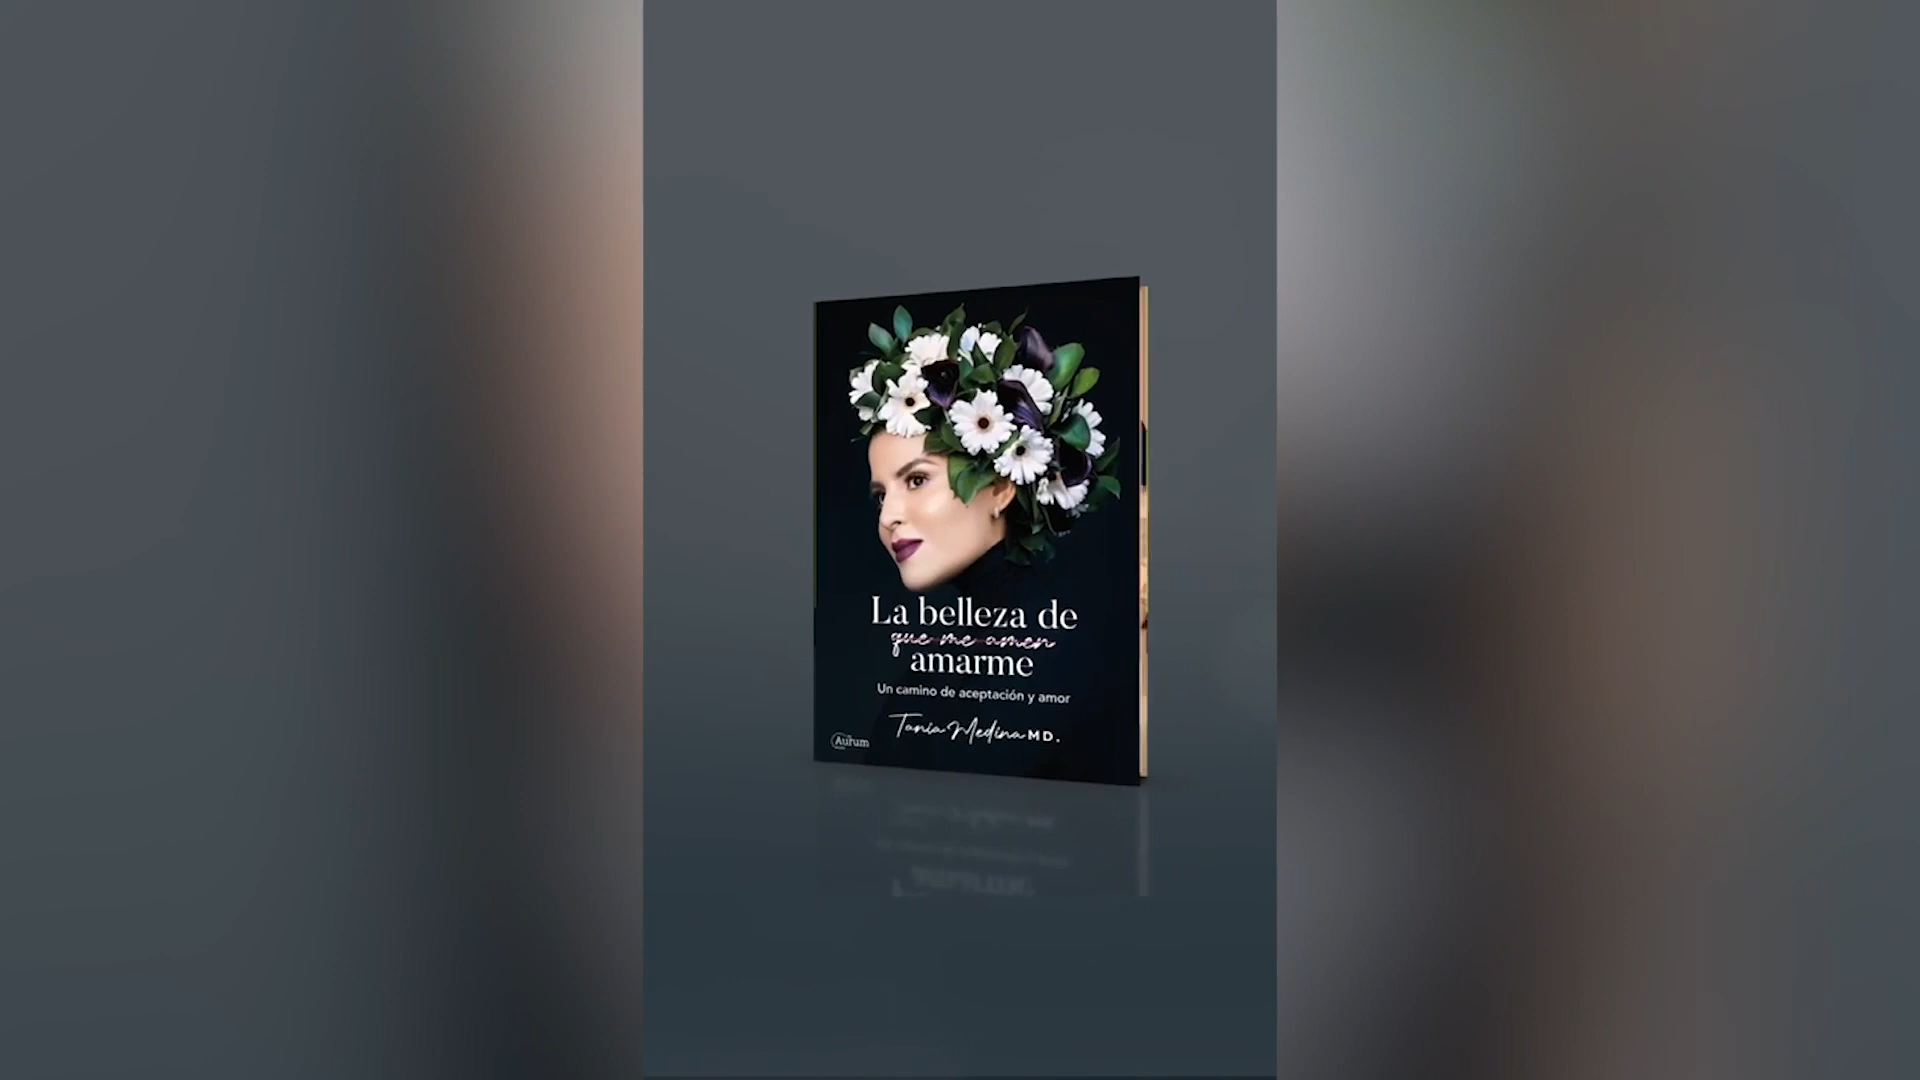 La belleza de
que me amen
amarme
Un camino de aceptación y amor
Tania Medina MD.
Aurum